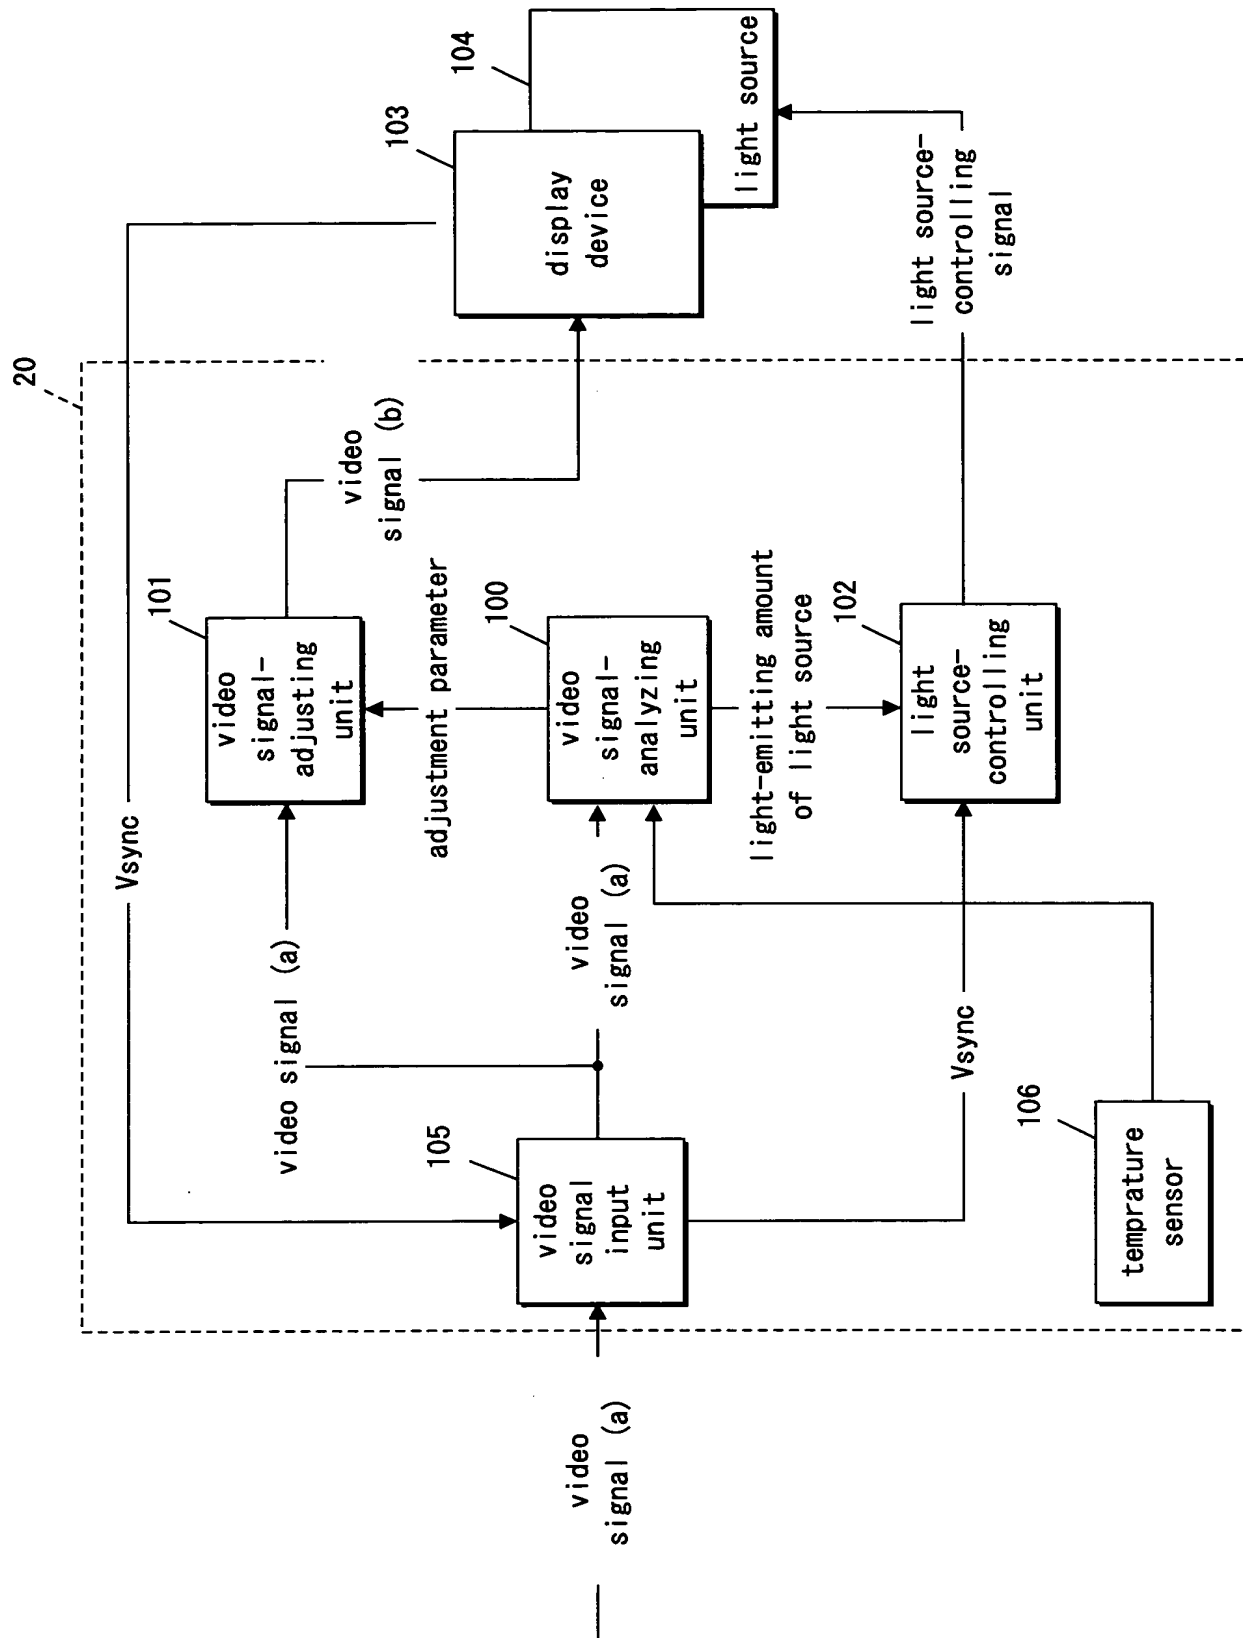 20
Vsync
video signal (a)
101
video
signal-
adjusting
unit
video
signal (b)
103
display
device
104
light source
adjustment parameter
video
signal (a)
105
video
signal
input
unit
video
signal (a)
100
video
signal-
analyzing
unit
light-emitting amount
of light source
Vsync
102
light
source-
controlling
unit
light source-
controlling
signal
106
temprature
sensor